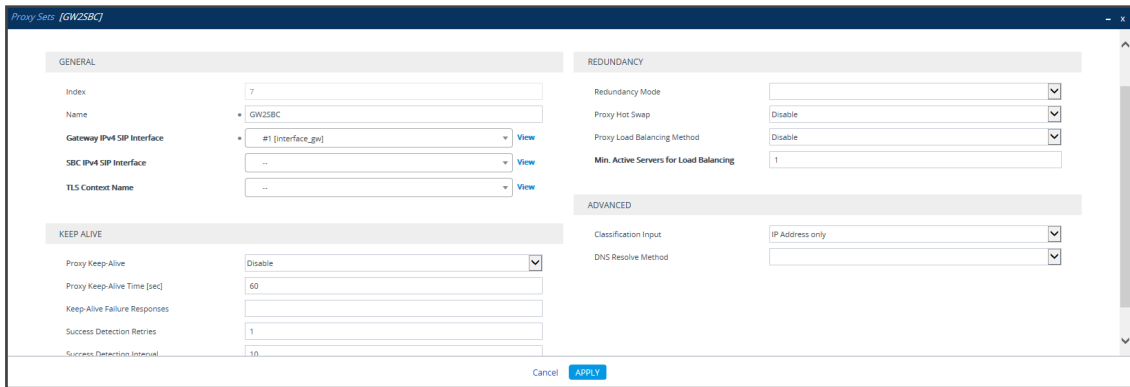 Proxy Sets [GW2SBC] – x
GENERAL
Index 7
Name • GW2SBC
Gateway IPv4 SIP Interface • #1 [interface_gw] View
SBC IPv4 SIP Interface -- View
TLS Context Name -- View
KEEP ALIVE
Proxy Keep-Alive Disable
Proxy Keep-Alive Time [sec] 60
Keep-Alive Failure Responses
Success Detection Retries 1
Success Detection Interval 10
REDUNDANCY
Redundancy Mode
Proxy Hot Swap Disable
Proxy Load Balancing Method Disable
Min. Active Servers for Load Balancing 1
ADVANCED
Classification Input IP Address only
DNS Resolve Method
Cancel APPLY